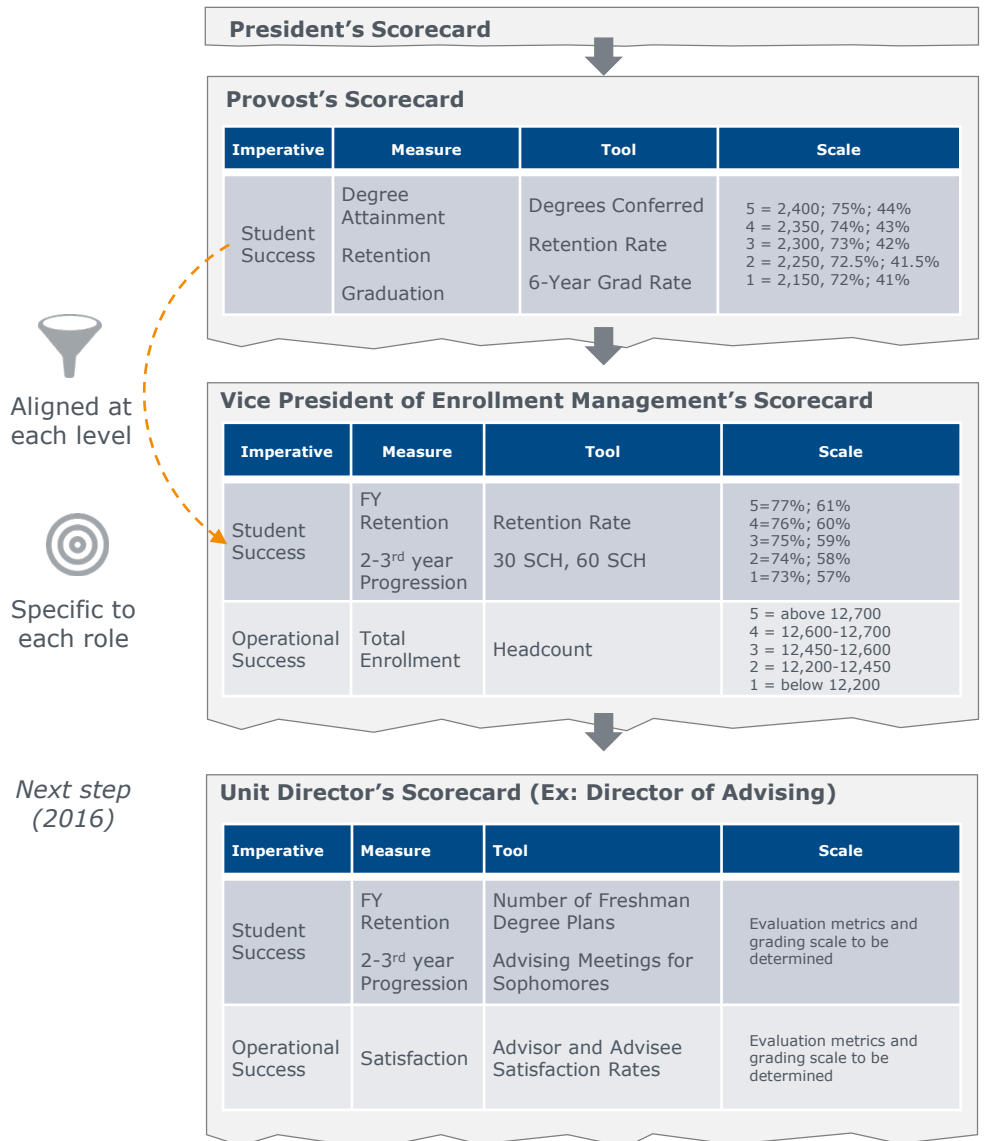 President's Scorecard
Provost's Scorecard
Imperative Measure Tool Scale
Student
Success
Degree
Attainment
Retention
Graduation
Degrees Conferred
Retention Rate
6-Year Grad Rate
5 = 2,400; 75%; 44%
4 = 2,350, 74%; 43%
3 = 2,300, 73%; 42%
2 = 2,250, 72.5%; 41.5%
1 = 2,150, 72%; 41%
Aligned at
each level
Specific to
each role
Vice President of Enrollment Management's Scorecard
Imperative Measure Tool Scale
Student
Success
FY
Retention
2-3rd year
Progression
Retention Rate
30 SCH, 60 SCH
5=77%; 61%
4=76%; 60%
3=75%; 59%
2=74%; 58%
1=73%; 57%
Operational
Success
Total
Enrollment
Headcount
5 = above 12,700
4 = 12,600-12,700
3 = 12,450-12,600
2 = 12,200-12,450
1 = below 12,200
Next step
(2016)
Unit Director's Scorecard (Ex: Director of Advising)
Imperative Measure Tool Scale
Student
Success
FY
Retention
2-3rd year
Progression
Number of Freshman
Degree Plans
Advising Meetings for
Sophomores
Evaluation metrics and
grading scale to be
determined
Operational
Success
Satisfaction
Advisor and Advisee
Satisfaction Rates
Evaluation metrics and
grading scale to be
determined